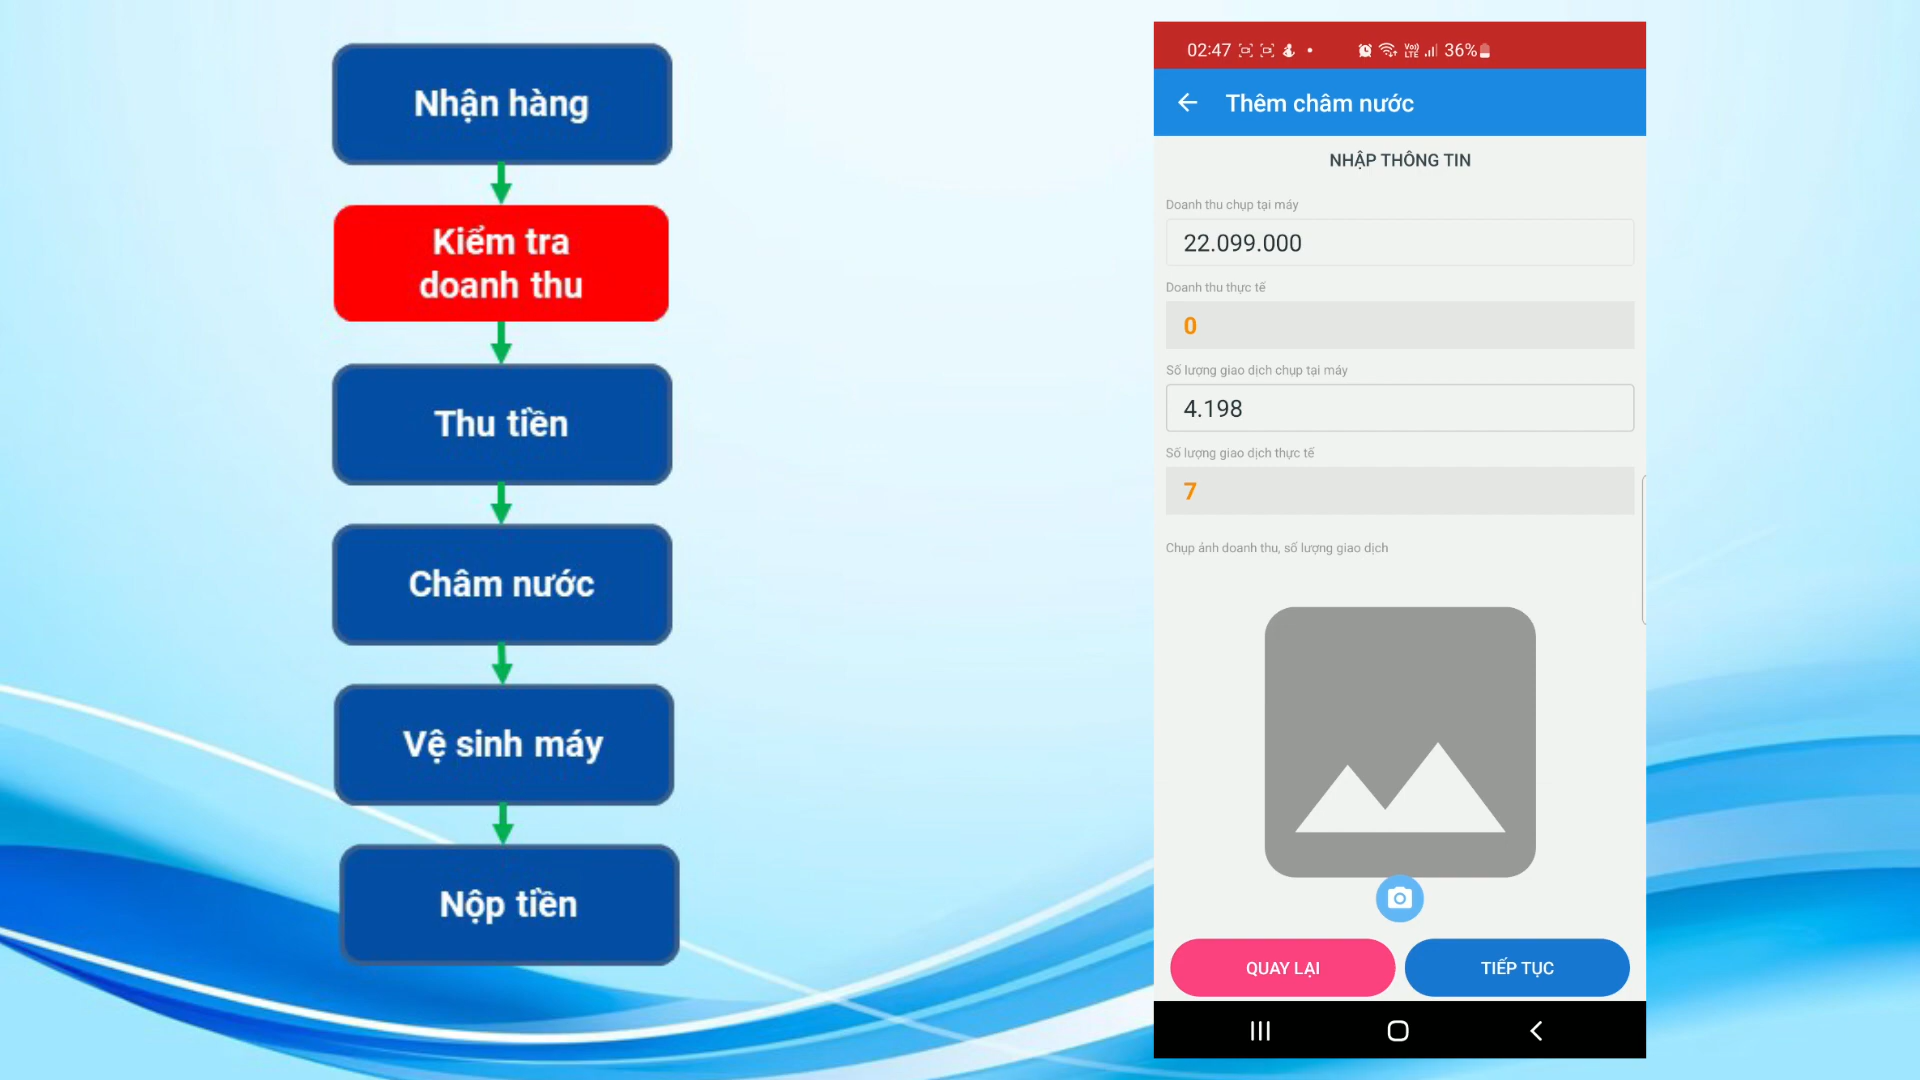 Nhận hàng
Kiểm tra
doanh thu
Thu tiền
Châm nước
Vệ sinh máy
Nộp tiền
02:47
Vo)) LTE 36%
Thêm châm nước
NHẬP THÔNG TIN
Doanh thu chụp tại máy
22.099.000
Doanh thu thực tế
0
Số lượng giao dịch chụp tại máy
4.198
Số lượng giao dịch thực tế
7
Chụp ảnh doanh thu, số lượng giao dịch
QUAY LẠI
TIẾP TỤC